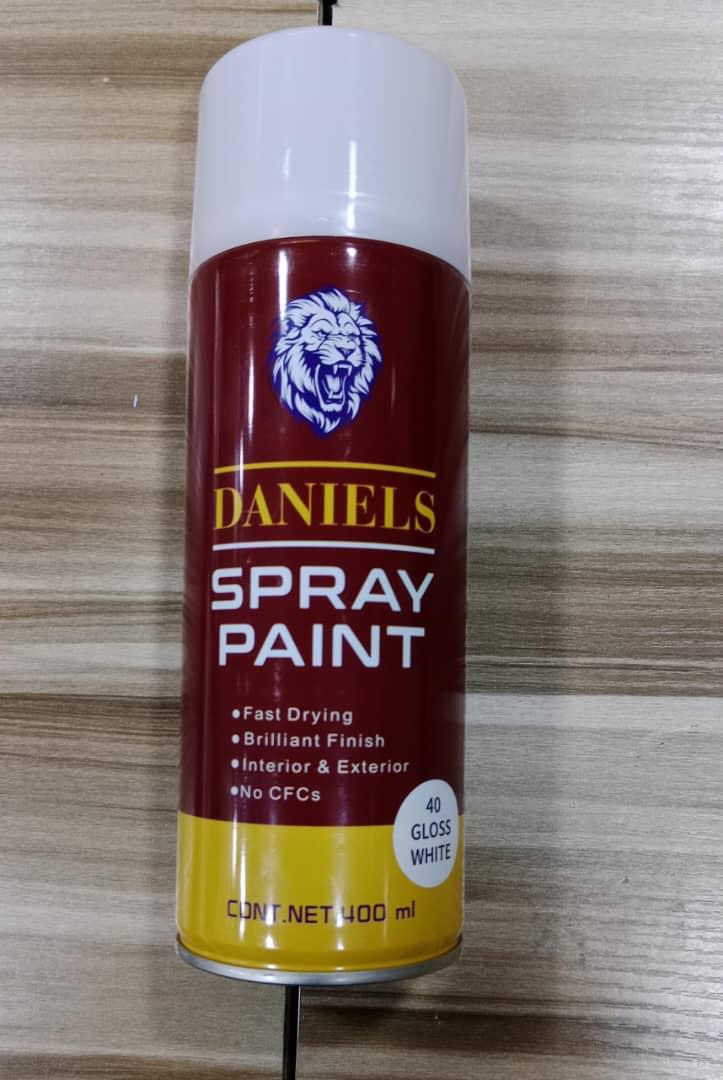 DANIELS
SPRAY
PAINT
•Fast Drying
•Brilliant Finish
•Interior & Exterior
•No CFCs
40
GLOSS
WHITE
CONT.NET 400 ml